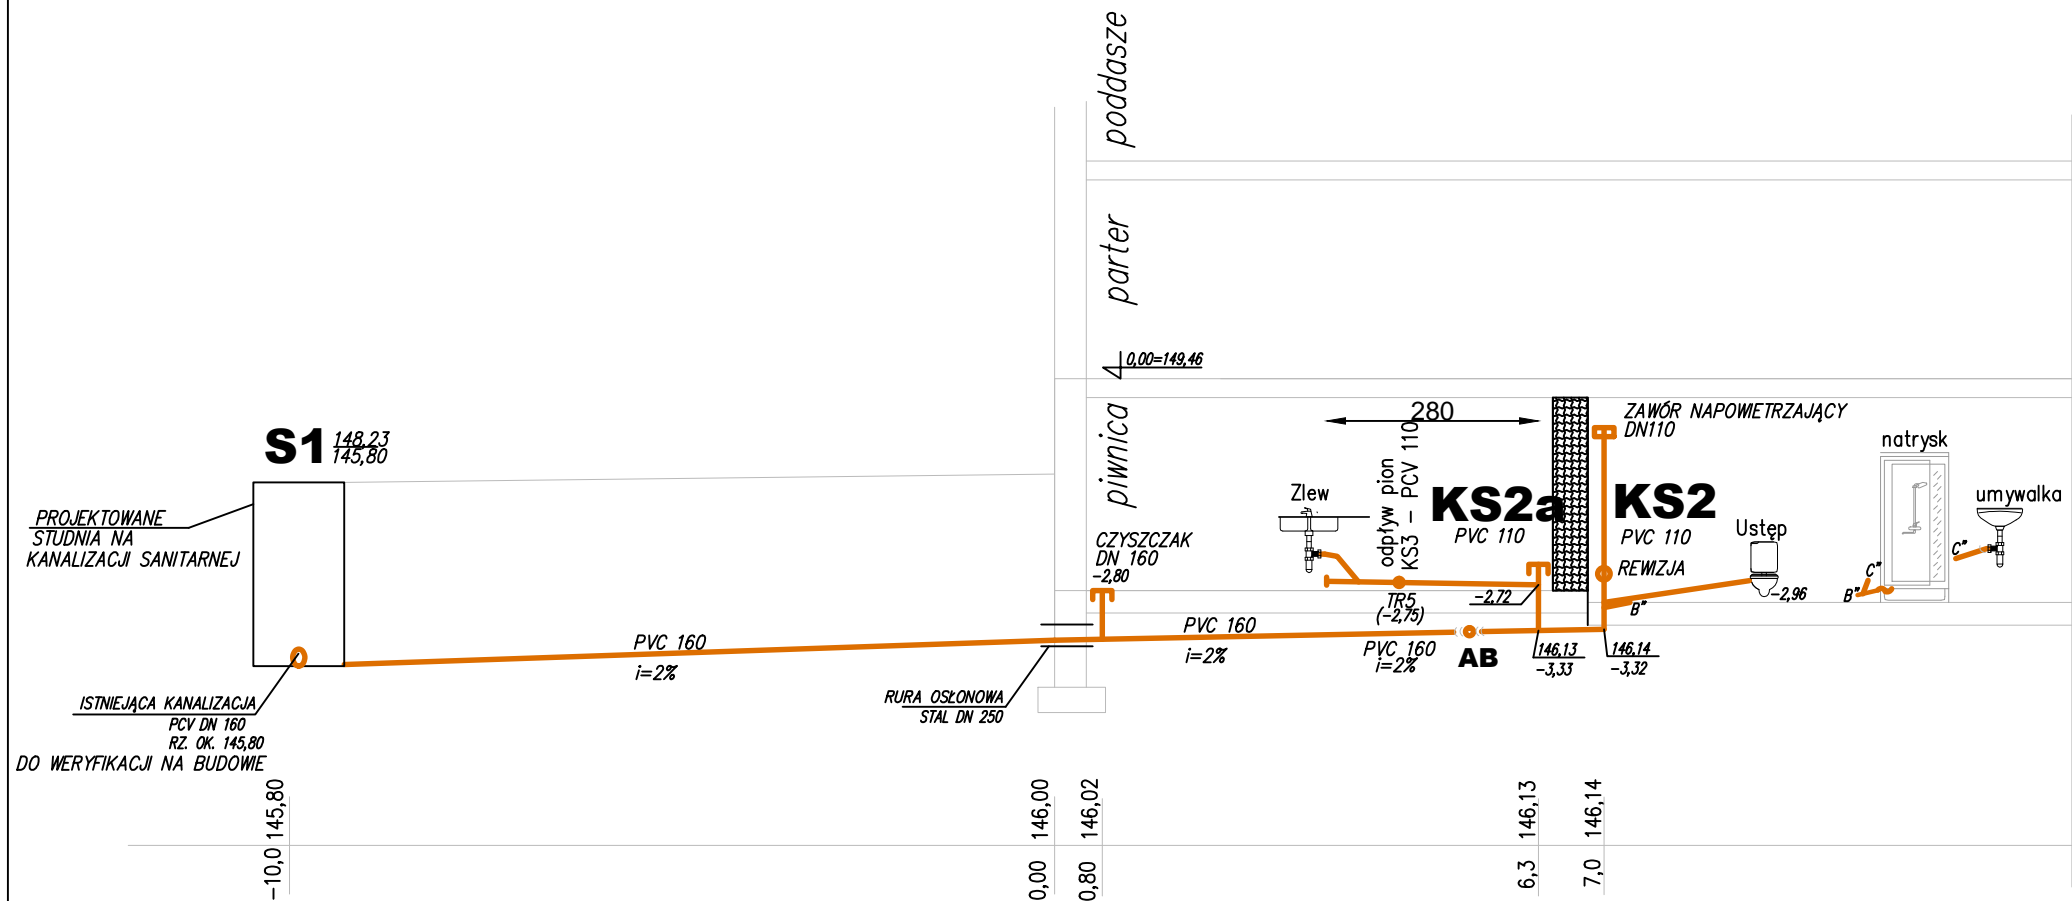 poddasze
parter
0,00=149,46
piwnica
280
S1
148,23
145,80
PROJEKTOWANE
STUDNIA NA
KANALIZACJI SANITARNEJ
ISTNIEJĄCA KANALIZACJA
PCV DN 160
RZ. OK. 145,80
DO WERYFIKACJI NA BUDOWIE
PVC 160
i=2%
RURA OSŁONOWA
STAL DN 250
CZYSZCZAK
DN 160
-2,80
PVC 160
i=2%
Zlew
odpływ pion
KS3 - PCV 110
KS2a
PVC 110
TR5
(-2,75)
-2,72
PVC 160
i=2%
AB
146,13
-3,33
146,14
-3,32
ZAWÓR NAPOWIETRZAJĄCY
DN110
KS2
PVC 110
REWIZJA
B"
Ustęp
-2,96
natrysk
C"
B"
umywalka
C"
145,80
146,00
146,02
146,13
146,14
-10,0
0,00
0,80
6,3
7,0